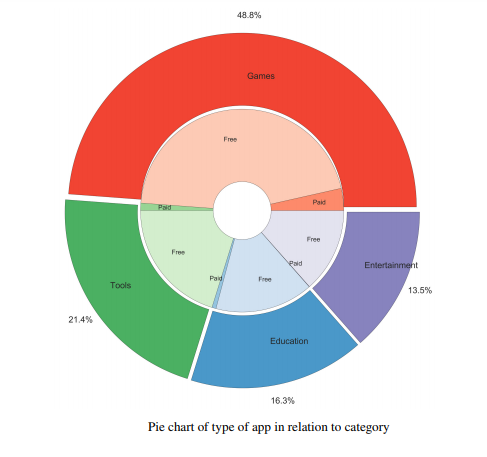 48.8%
Games
Free
Paid
Paid
Free
Free
Paid
Paid
Free
Entertainment
Tools
13.5%
21.4%
Education
16.3%
Pie chart of type of app in relation to category